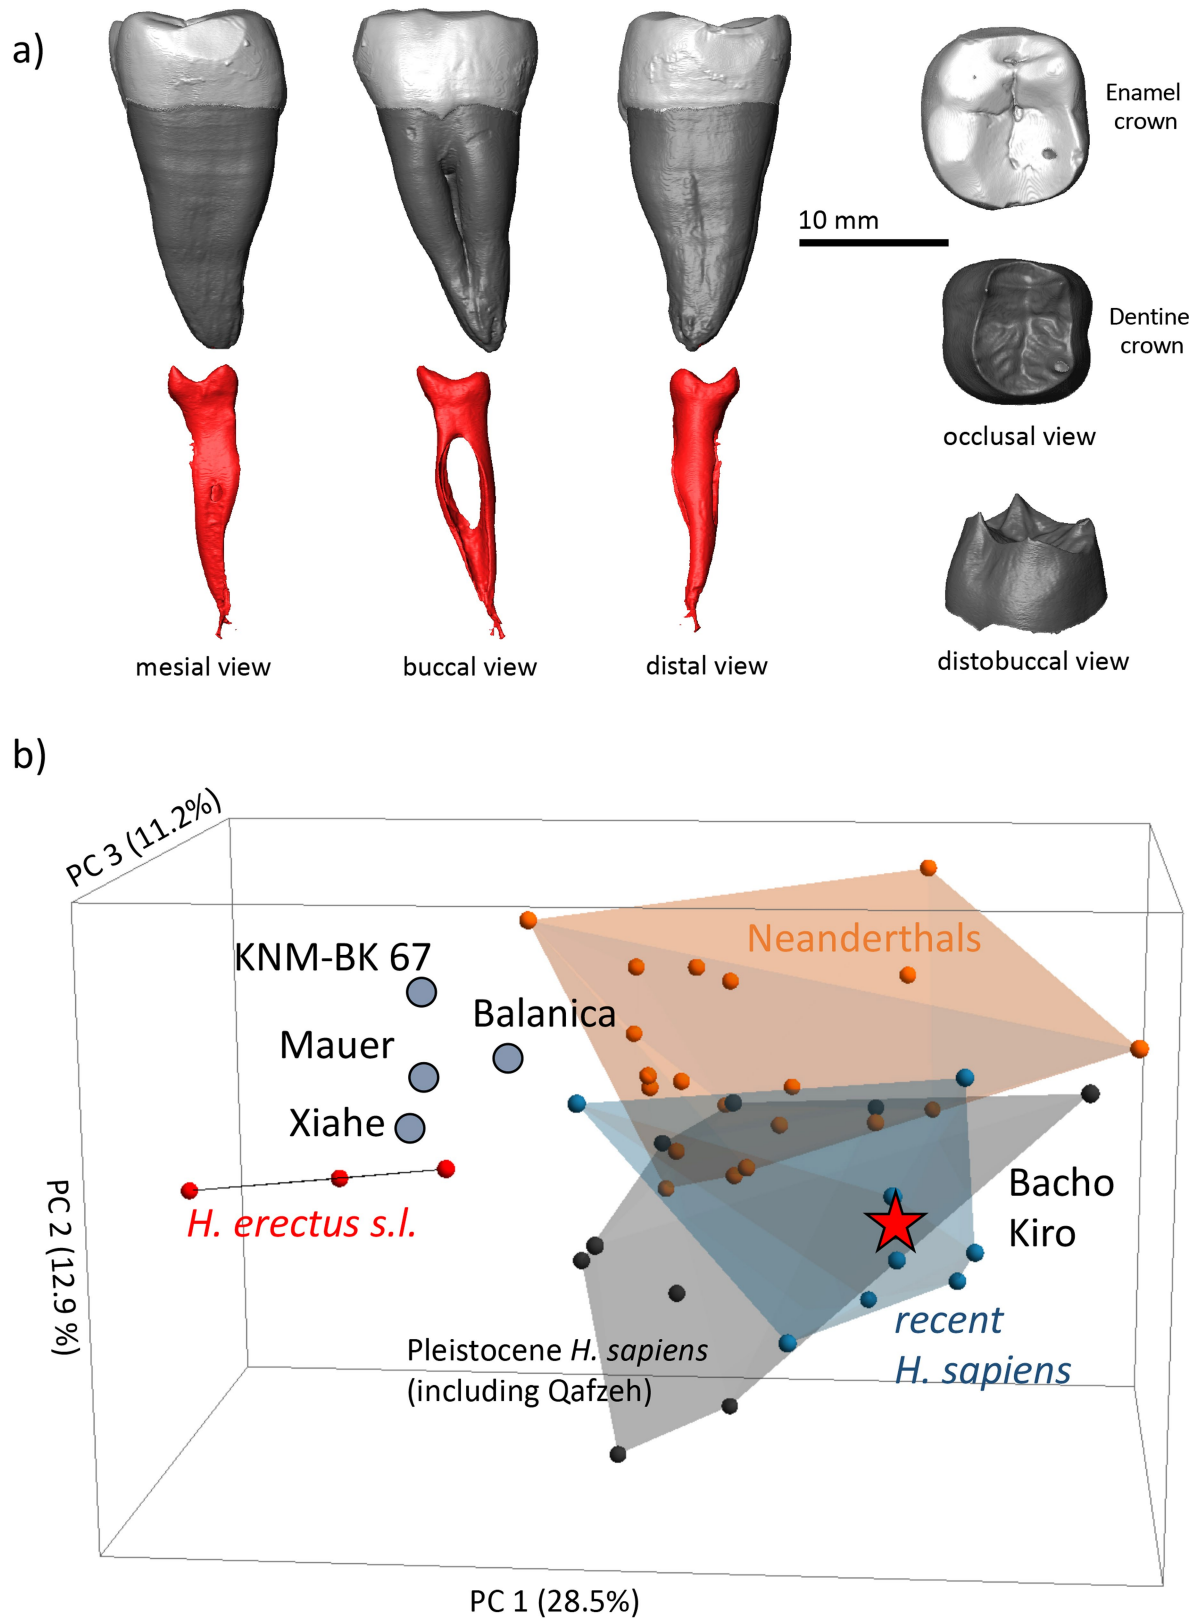 a)
Enamel
crown
10 mm
Dentine
crown
occlusal view
mesial view
buccal view
distal view
distobuccal view
b)
PC 3 (11.2%)
Neanderthals
KNM-BK 67
Balanica
Mauer
Xiahe
H. erectus s.l.
Bacho
Kiro
PC 2 (12.9 %)
recent
H. sapiens
Pleistocene H. sapiens
(including Qafzeh)
PC 1 (28.5%)